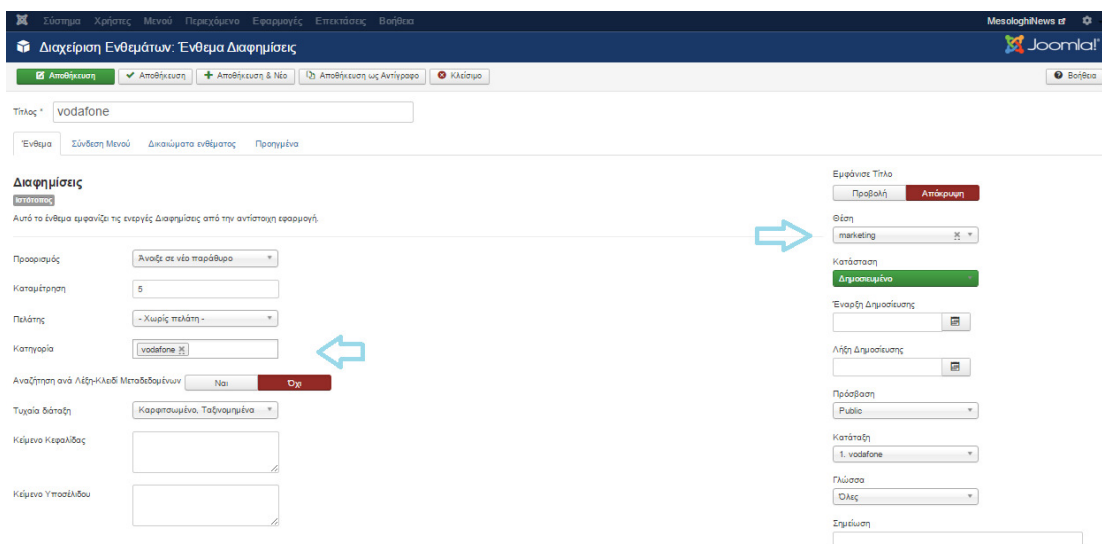 Σύστημα Χρήστες Μενού Περιεχόμενο Εφαρμογές Επεκτάσεις Βοήθεια MesologhiNews
Διαχείριση Ενθεμάτων: Ένθεμα Διαφημίσεις Joomla!
Αποθήκευση Αποθήκευση Αποθήκευση & Νέο Αποθήκευση ως Αντίγραφο Κλείσιμο Βοήθεια
Τίτλος * vodafone
Ένθεμα Σύνδεση Μενού Δικαιώματα ενθέματος Προηγμένα
Διαφημίσεις
Ιστότοπος
Αυτό το ένθεμα εμφανίζει τις ενεργές Διαφημίσεις από την αντίστοιχη εφαρμογή.
Προορισμός Άνοιξε σε νέο παράθυρο
Καταμέτρηση 5
Πελάτης - Χωρίς πελάτη -
Κατηγορία vodafone
Αναζήτηση ανά Λέξη-Κλειδί Μεταδεδομένων Ναι Όχι
Τυχαία διάταξη Καρφιτσωμένο, Ταξινομημένα
Κείμενο Κεφαλίδας
Κείμενο Υποσέλιδου
Εμφάνισε Τίτλο
Προβολή Απόκρυψη
Θέση
marketing
Κατάσταση
Δημοσιευμένο
Έναρξη Δημοσίευσης
Λήξη Δημοσίευσης
Πρόσβαση
Public
Κατάταξη
1. vodafone
Γλώσσα
Όλες
Σημείωση